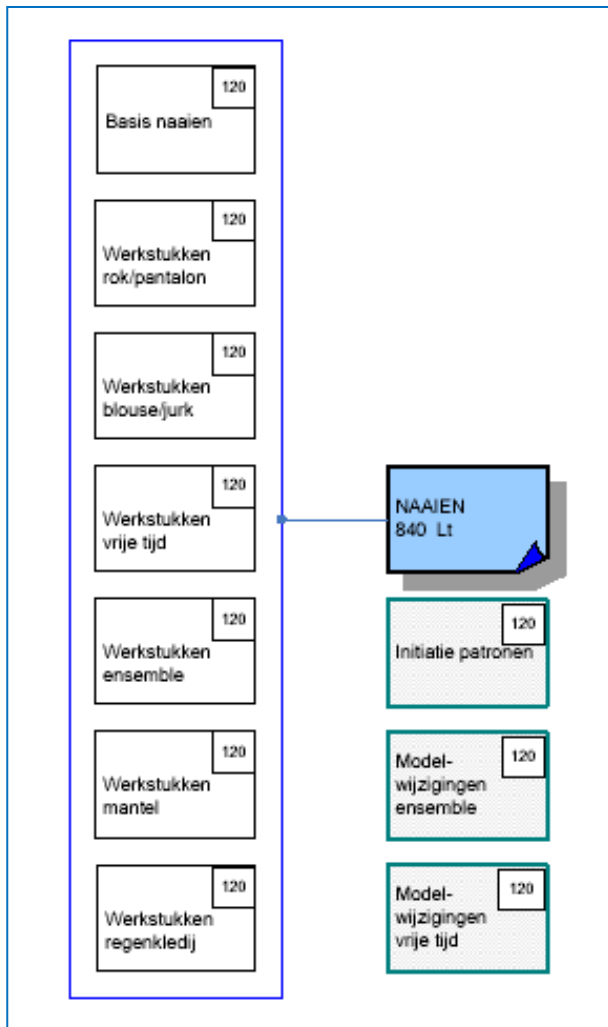 120
Basis naaien
120
Werkstukken
rok/pantalon
120
Werkstukken
blouse/jurk
120
Werkstukken
vrije tijd
120
Werkstukken
ensemble
120
Werkstukken
mantel
120
Werkstukken
regenkledij
NAAIEN
840 Lt
120
Initiatie patronen
120
Model-
wijzigingen
ensemble
120
Model-
wijzigingen
vrije tijd